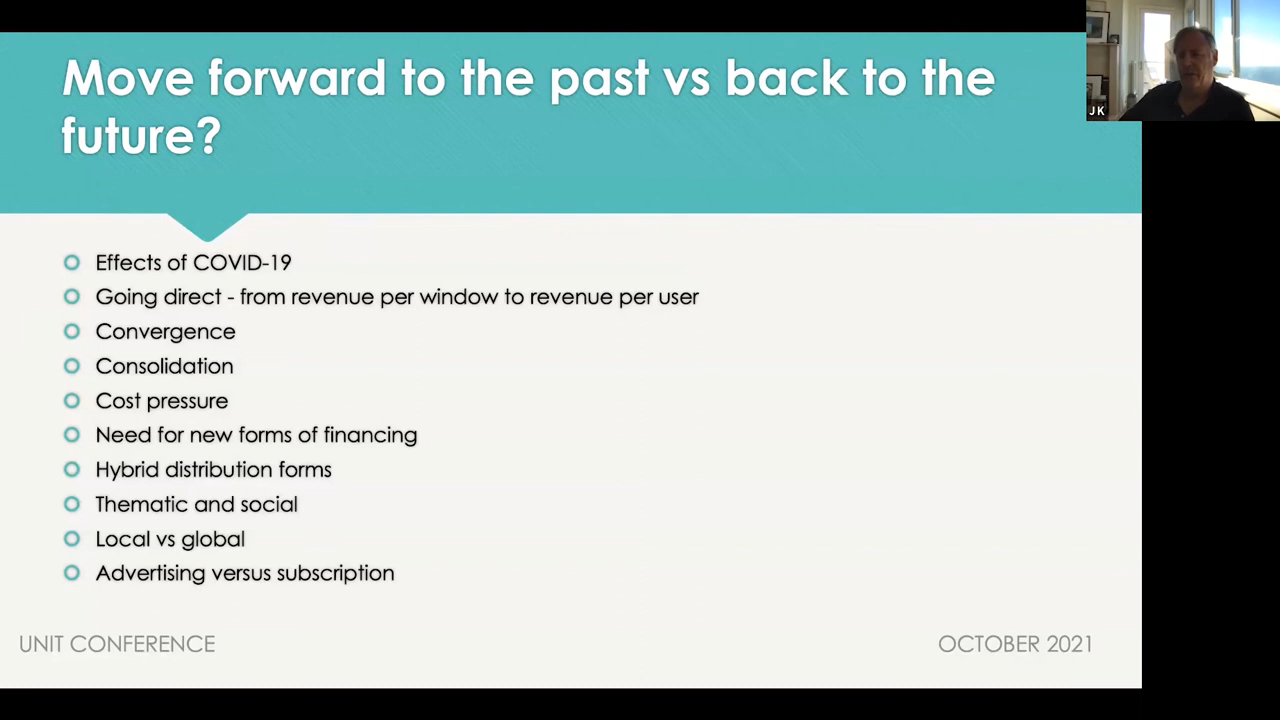 Move forward to the past vs back to the
future?
JK
Effects of COVID-19
Going direct - from revenue per window to revenue per user
Convergence
Consolidation
Cost pressure
Need for new forms of financing
Hybrid distribution forms
Thematic and social
Local vs global
Advertising versus subscription
UNIT CONFERENCE
OCTOBER 2021